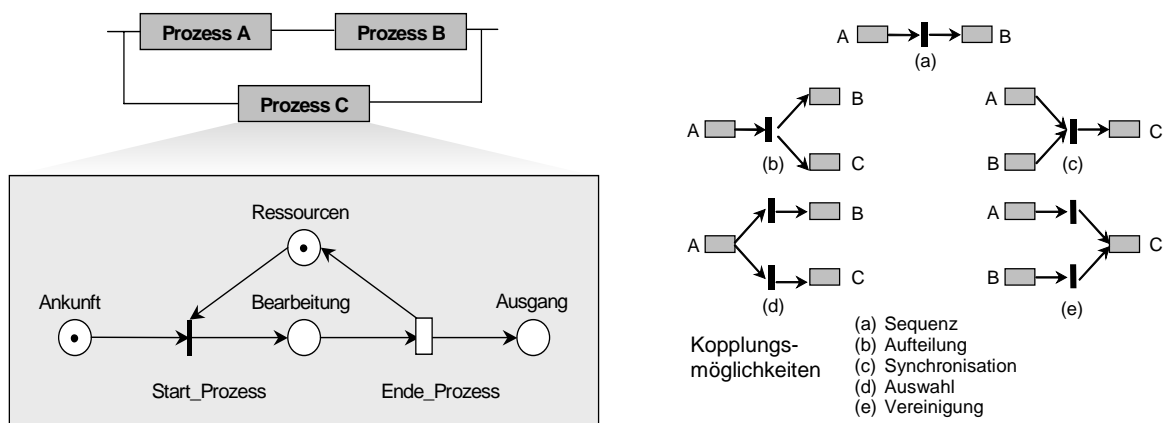 Prozess A
Prozess B
Prozess C
Ressourcen
Ankunft
Bearbeitung
Ausgang
Start_Prozess
Ende_Prozess
A
B
(a)
A
B
C
(b)
A
B
C
(c)
A
B
C
(d)
A
B
C
(e)
Kopplungs-
möglichkeiten
(a) Sequenz
(b) Aufteilung
(c) Synchronisation
(d) Auswahl
(e) Vereinigung